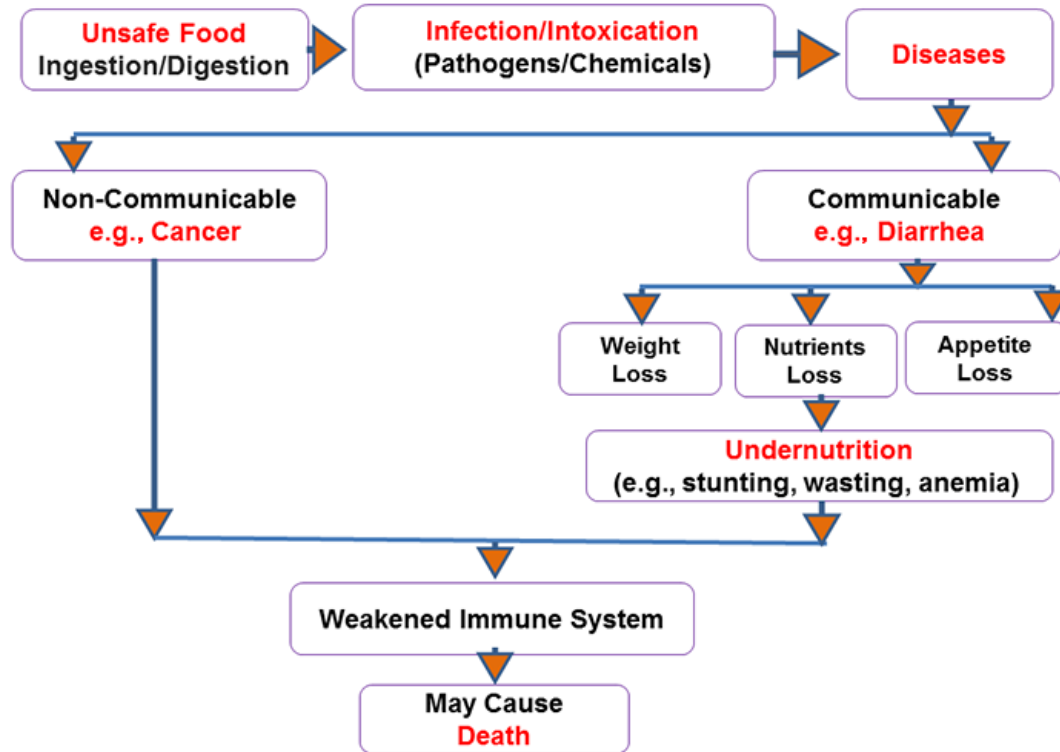 Unsafe Food
Ingestion/Digestion
Infection/Intoxication
(Pathogens/Chemicals)
Diseases
Non-Communicable
e.g., Cancer
Communicable
e.g., Diarrhea
Weight
Loss
Nutrients
Loss
Appetite
Loss
Undernutrition
(e.g., stunting, wasting, anemia)
Weakened Immune System
May Cause
Death